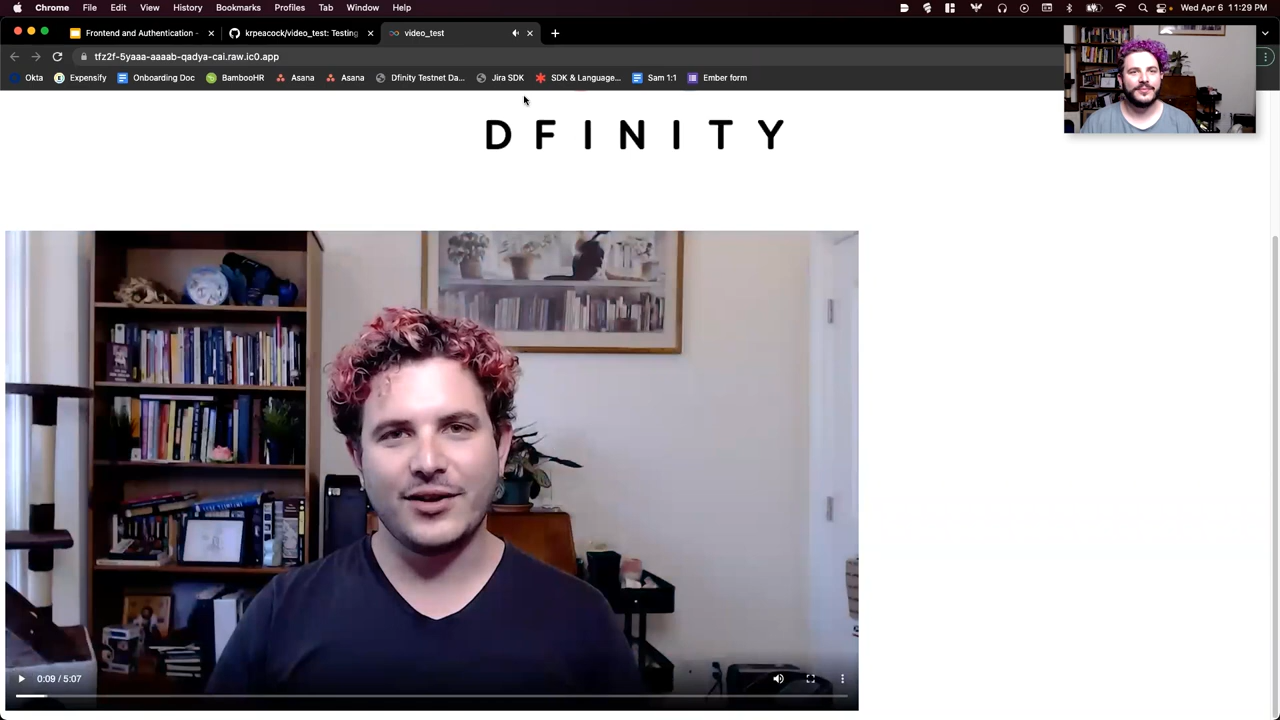 Chrome File Edit View History Bookmarks Profiles Tab Window Help Wed Apr 6 11:29 PM
Frontend and Authentication - krpeacock/video_test: Testing video_test
tfz2f-5yaaa-aaaab-qadya-cai.raw.ic0.app
Okta Expensify Onboarding Doc BambooHR Asana Asana Dfinity Testnet Da... Jira SDK SDK & Language... Sam 1:1 Ember form
DFINITY
0:09 / 5:07